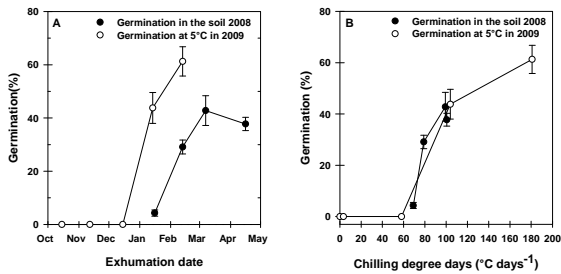 A
Germination in the soil 2008
Germination at 5°C in 2009
Germination(%)
80
60
40
20
0
Oct Nov Dec Jan Feb Mar Apr May
Exhumation date
B
Germination in the soil 2008
Germination at 5°C in 2009
Germination (%)
80
60
40
20
0
0 20 40 60 80 100 120 140 160 180 200
Chilling degree days (°C days-1)